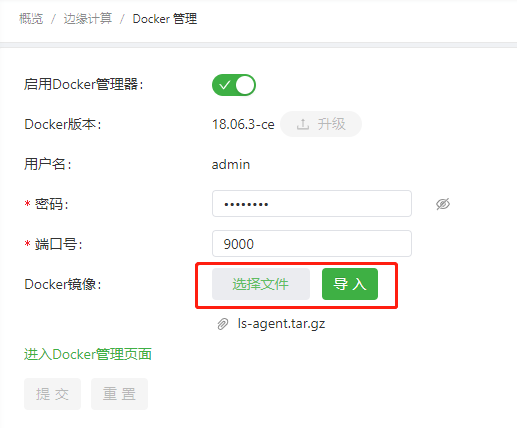 概览 / 边缘计算 / Docker 管理
启用Docker管理器：
Docker版本： 18.06.3-ce 升级
用户名： admin
* 密码： ••••••••
* 端口号： 9000
Docker镜像： 选择文件 导 入
ls-agent.tar.gz
进入Docker管理页面
提 交 重 置